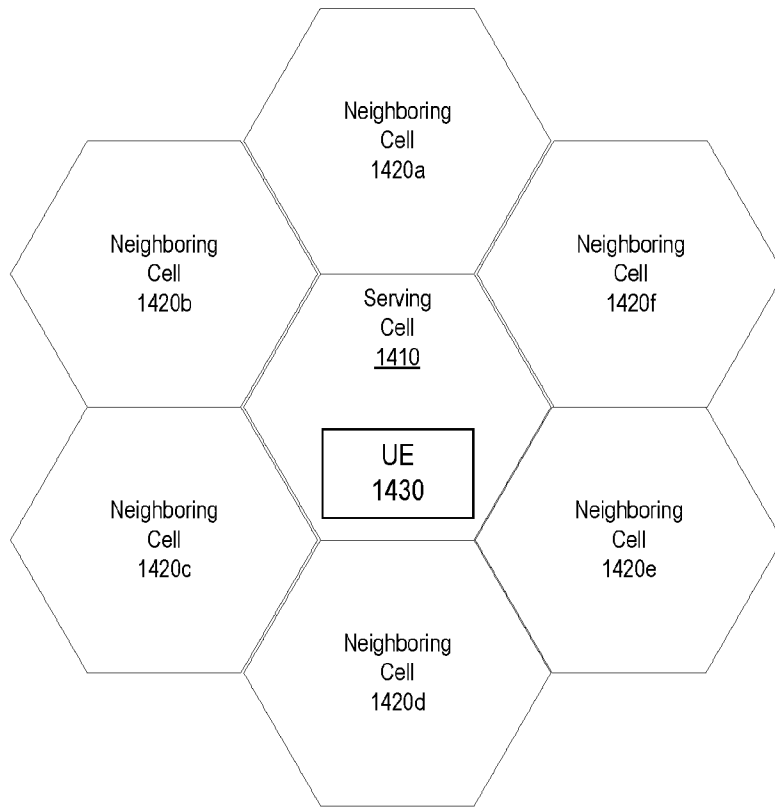 Neighboring
Cell
1420a
Neighboring
Cell
1420b
Neighboring
Cell
1420f
Serving
Cell
1410
UE
1430
Neighboring
Cell
1420c
Neighboring
Cell
1420e
Neighboring
Cell
1420d